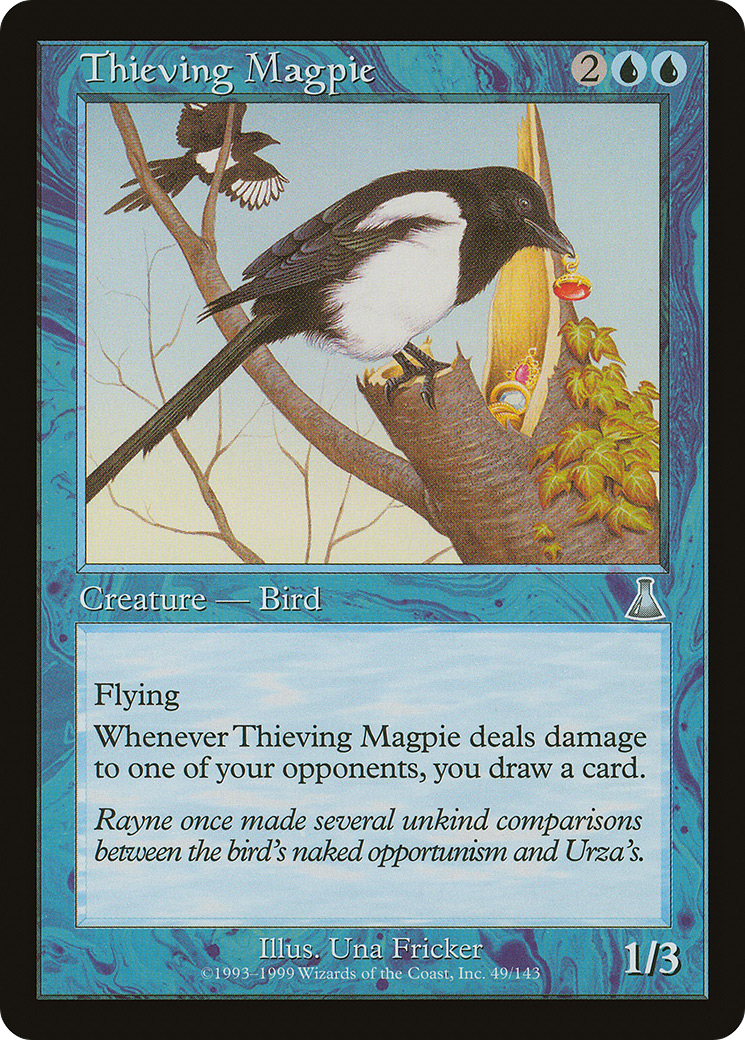 Thieving Magpie 2
Creature — Bird
Flying
Whenever Thieving Magpie deals damage
to one of your opponents, you draw a card.
Rayne once made several unkind comparisons
between the bird's naked opportunism and Urza's.
Illus. Una Fricker
©1993–1999 Wizards of the Coast, Inc. 49/143
1/3